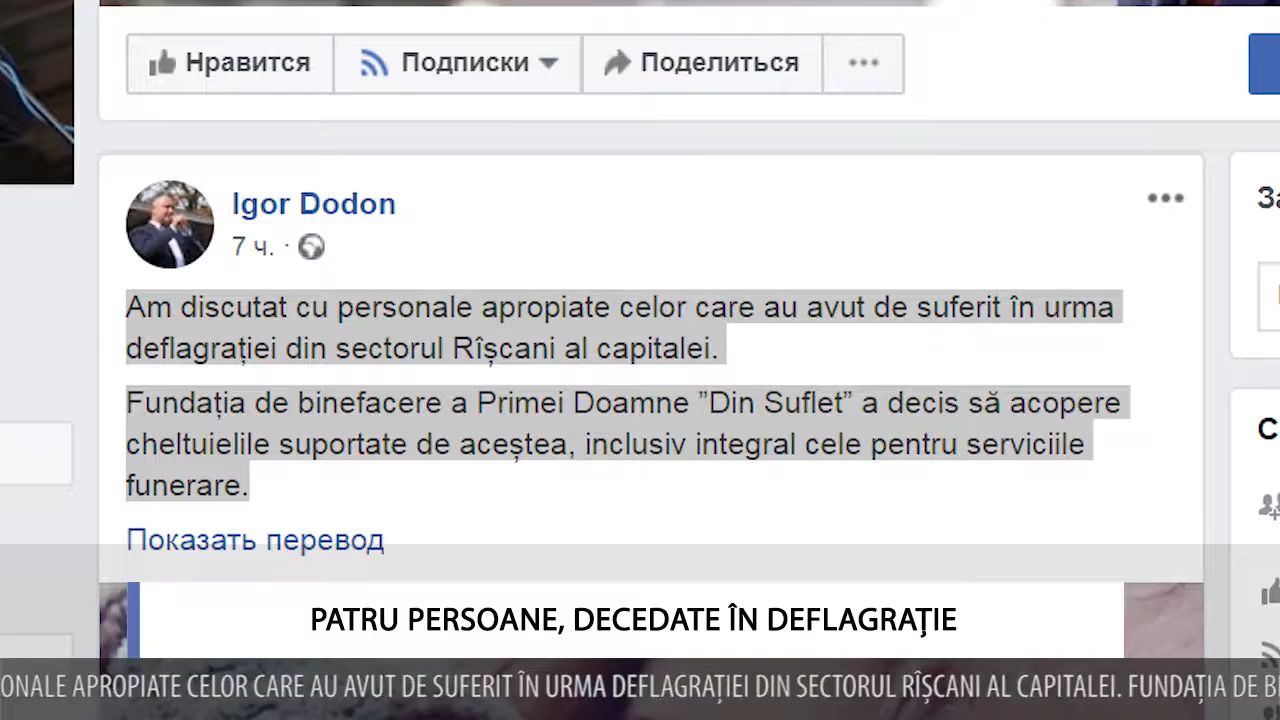 Нравится Подписки Поделиться
Igor Dodon
7 ч.
Am discutat cu personale apropiate celor care au avut de suferit în urma
deflagrației din sectorul Rîșcani al capitalei.
Fundația de binefacere a Primei Doamne ”Din Suflet” a decis să acopere
cheltuielile suportate de aceștea, inclusiv integral cele pentru serviciile
funerare.
Показать перевод
PATRU PERSOANE, DECEDATE ÎN DEFLAGRAŢIE
ONALE APROPIATE CELOR CARE AU AVUT DE SUFERIT ÎN URMA DEFLAGRAȚIEI DIN SECTORUL RÎȘCANI AL CAPITALEI. FUNDAȚIA DE